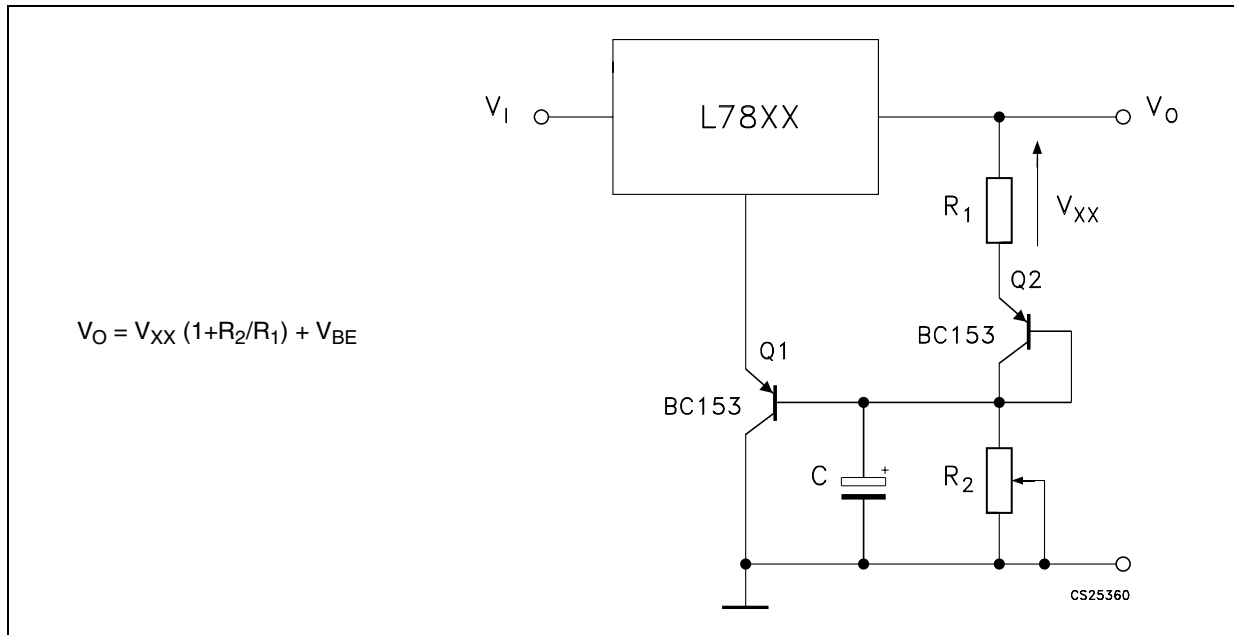 V_I
L78XX
V_O
R_1
V_XX
Q2
BC153
V_O = V_XX (1+R_2/R_1) + V_BE
Q1
BC153
C
+
R_2
CS25360